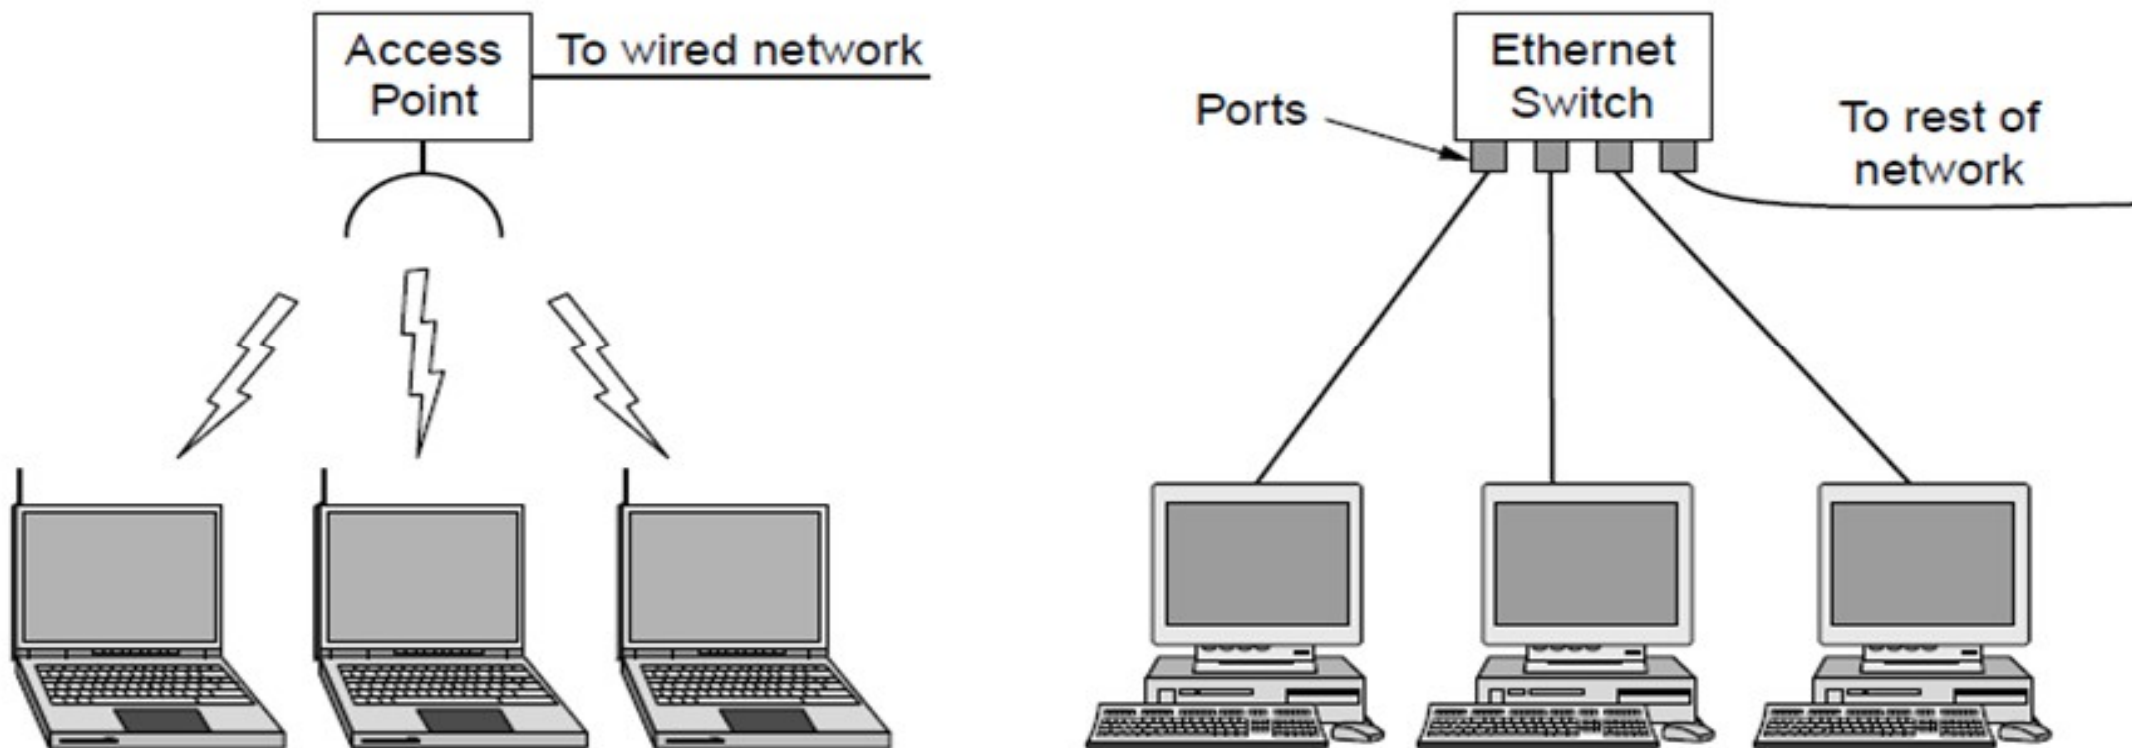 Access
Point
To wired network
Ethernet
Switch
Ports
To rest of
network